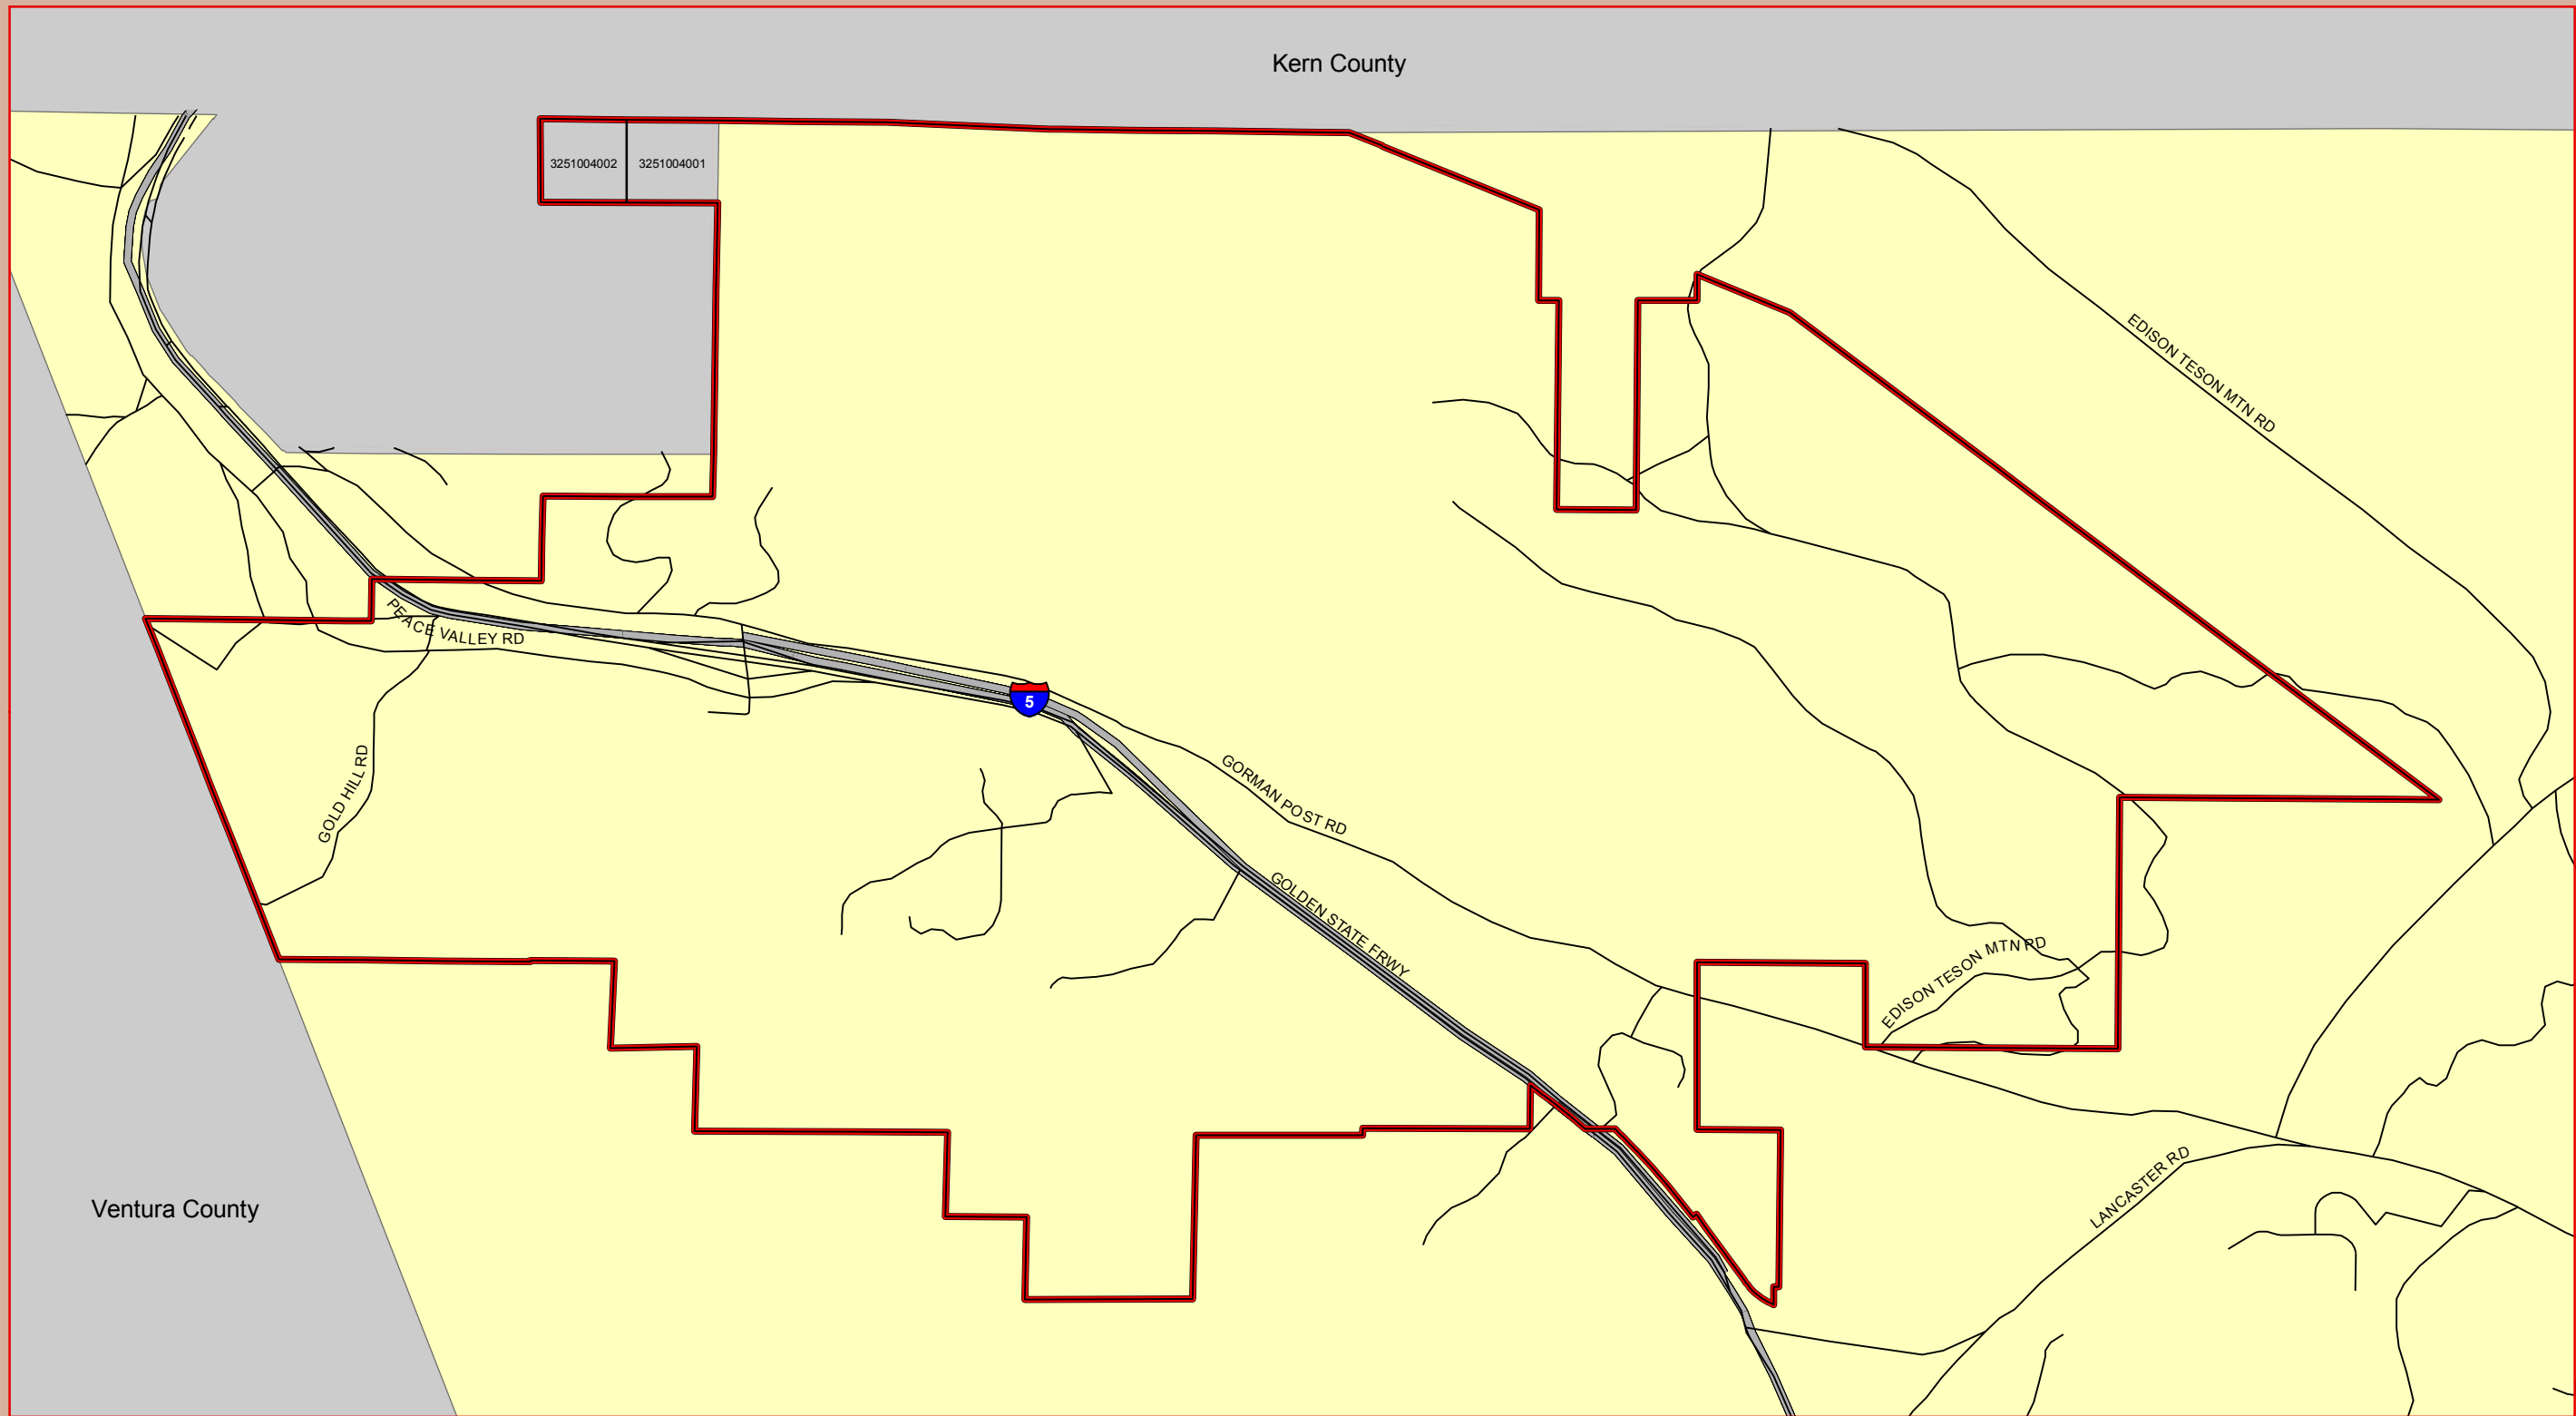 Kern County
3251004002
3251004001
EDISON TESON MTN RD
PEACE VALLEY RD
5
GOLD HILL RD
GORMAN POST RD
GOLDEN STATE FRWY
EDISON TESON MTN RD
LANCASTER RD
Ventura County